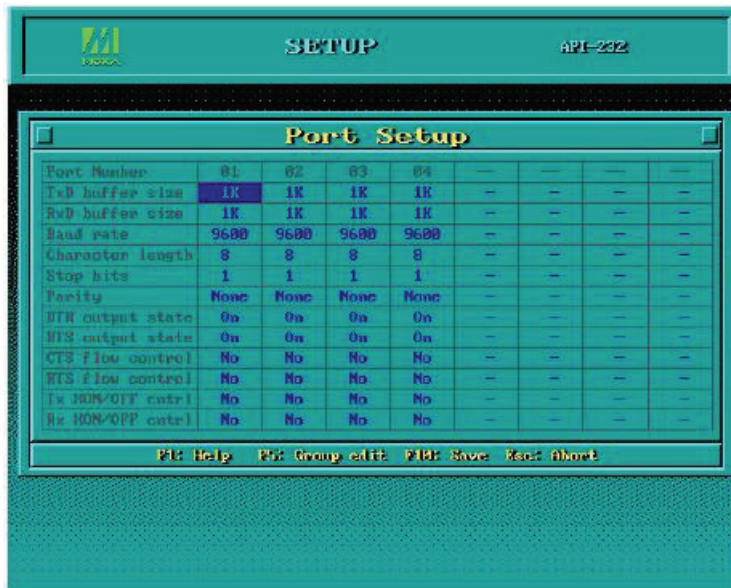 MOXA
SETUP
API-232
Port Setup
Port Number 01 02 03 04 — — — —
TxD buffer size 1K 1K 1K 1K — — — —
RxD buffer size 1K 1K 1K 1K — — — —
Baud rate 9600 9600 9600 9600 — — — —
Character length 8 8 8 8 — — — —
Stop bits 1 1 1 1 — — — —
Parity None None None None — — — —
DTR output state On On On On — — — —
RTS output state On On On On — — — —
CTS flow control No No No No — — — —
RTS flow control No No No No — — — —
Tx XON/OFF cntrl No No No No — — — —
Rx XON/OFF cntrl No No No No — — — —
F1: Help F5: Group edit F10: Save Esc: Abort